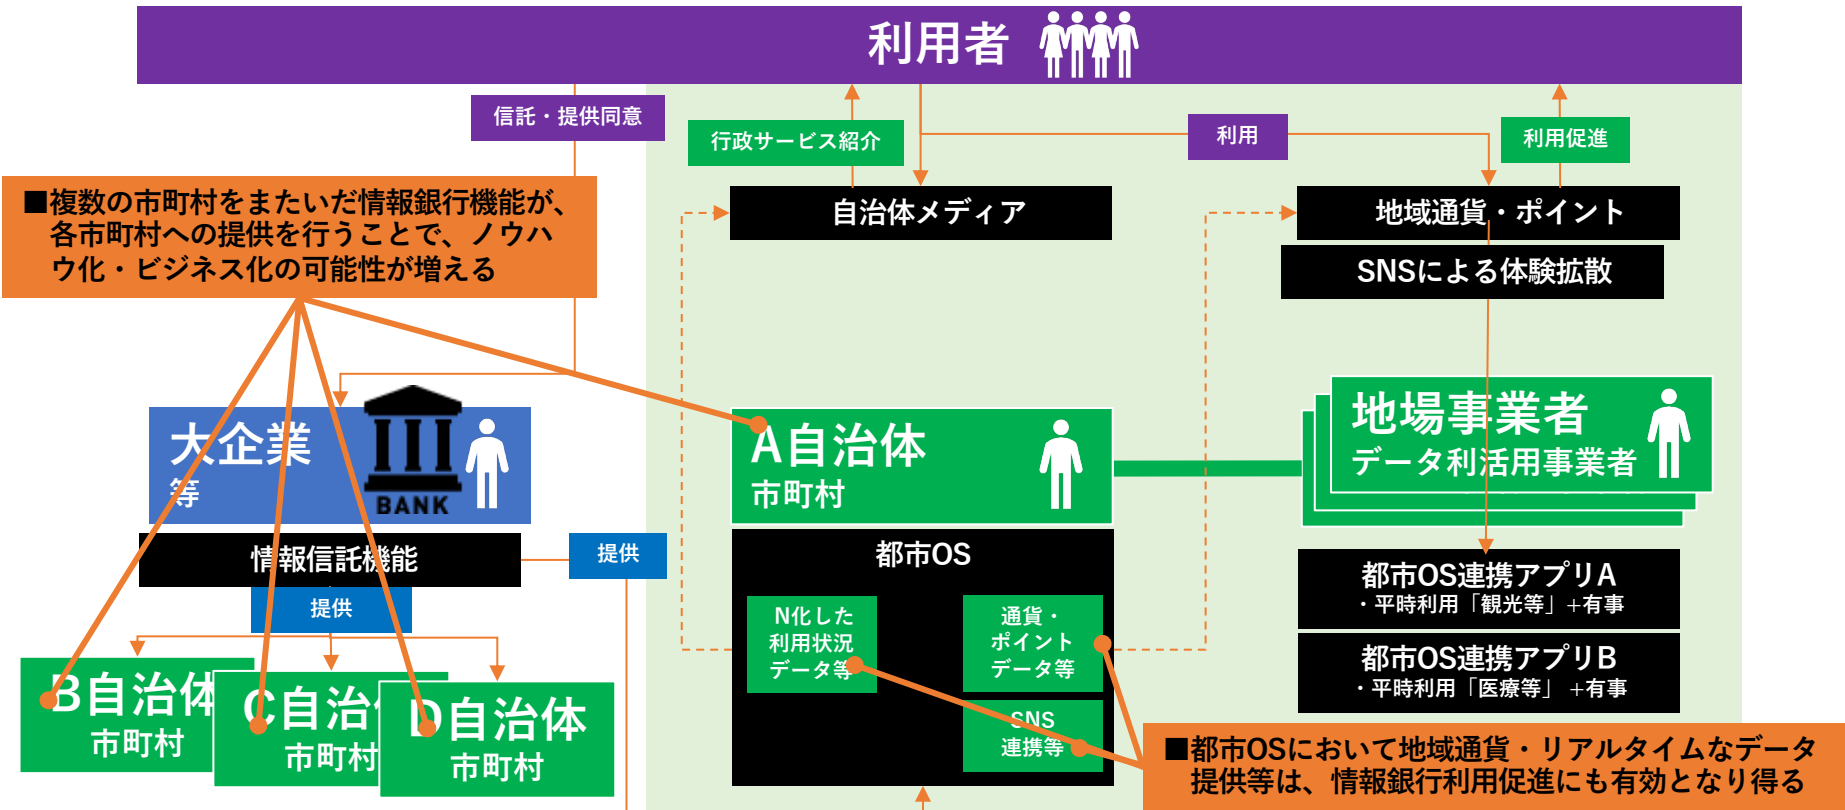 利用者
信託・提供同意
行政サービス紹介
利用
利用促進
■複数の市町村をまたいだ情報銀行機能が、
各市町村への提供を行うことで、ノウハ
ウ化・ビジネス化の可能性が増える
自治体メディア
地域通貨・ポイント
SNSによる体験拡散
大企業
等
BANK
A自治体
市町村
地場事業者
データ利活用事業者
情報信託機能
提供
提供
都市OS
N化した
利用状況
データ等
通貨・
ポイント
データ等
SNS
連携等
都市OS連携アプリA
・平時利用「観光等」+有事
都市OS連携アプリB
・平時利用「医療等」 +有事
B自治体
市町村
C自治
市町村
D自治体
市町村
■都市OSにおいて地域通貨・リアルタイムなデータ
提供等は、情報銀行利用促進にも有効となり得る